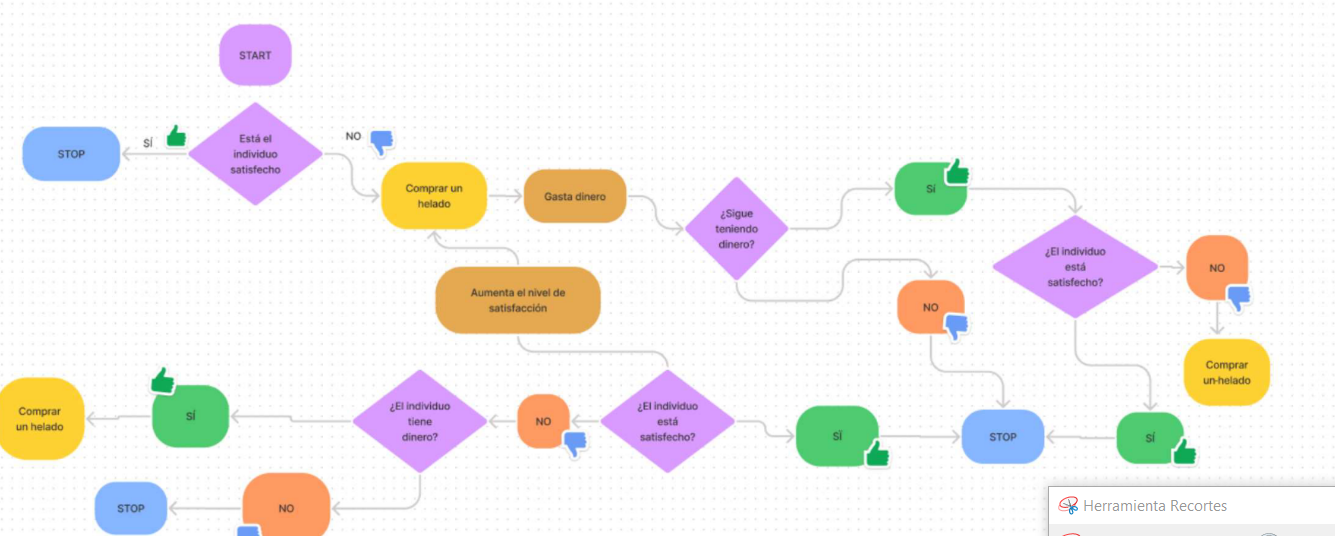 START
Está el
individuo
satisfecho
SÍ
STOP
NO
Comprar un
helado
Gasta dinero
¿Sigue
teniendo
dinero?
Sí
¿El individuo
está
satisfecho?
NO
Comprar
un helado
NO
Aumenta el nivel de
satisfacción
¿El individuo
está
satisfecho?
SÍ
STOP
SÍ
NO
¿El individuo
tiene
dinero?
SÍ
Comprar
un helado
NO
STOP
Herramienta Recortes